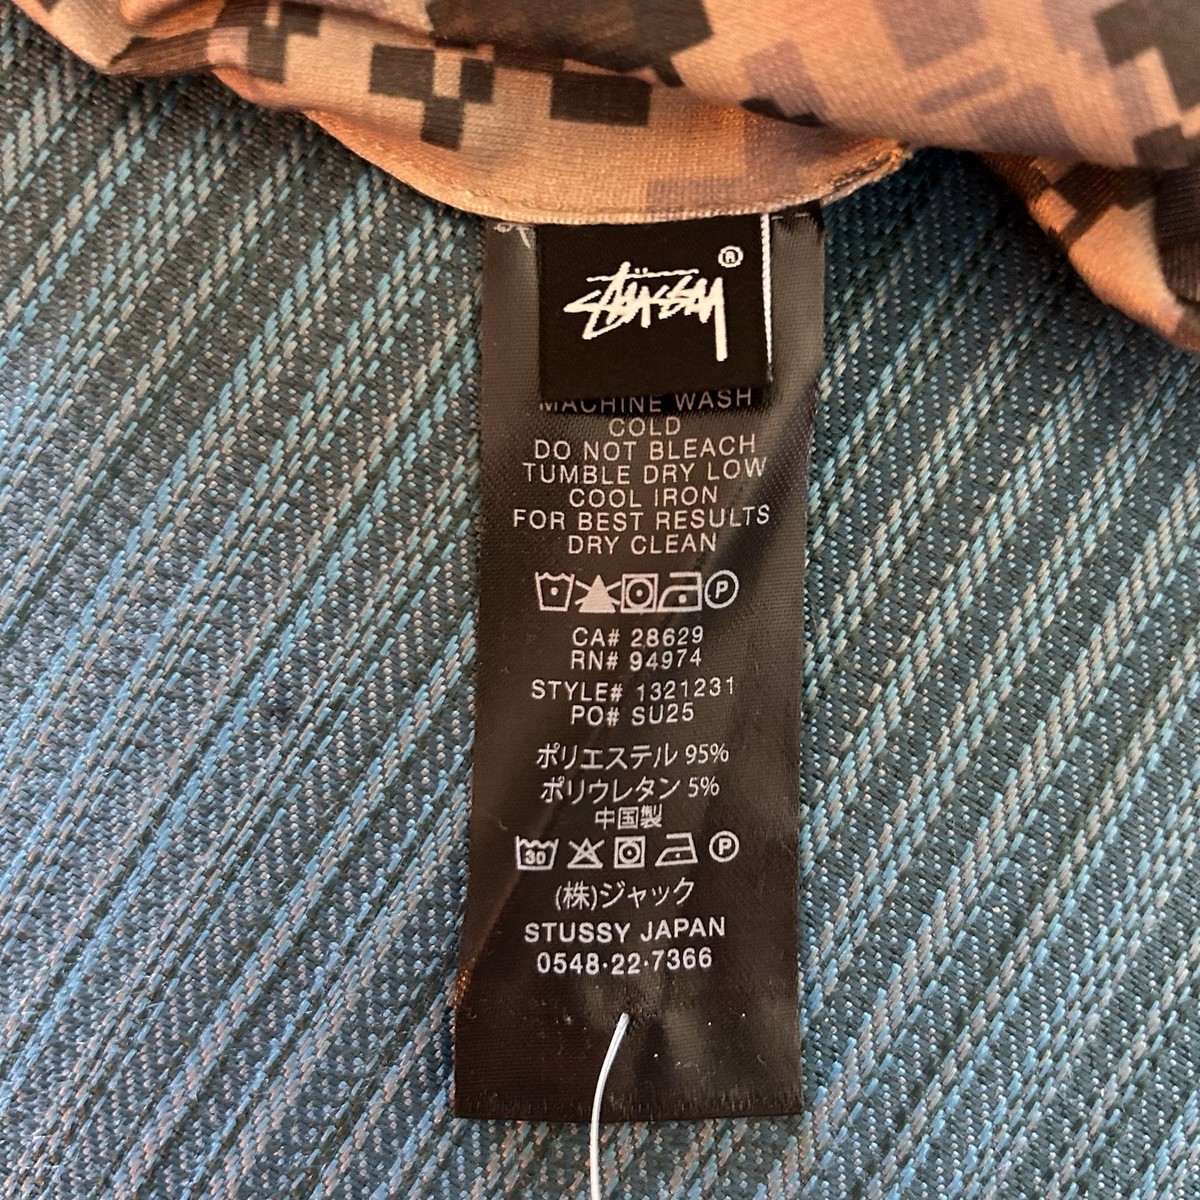 STÜSSY ®
MACHINE WASH
COLD
DO NOT BLEACH
TUMBLE DRY LOW
COOL IRON
FOR BEST RESULTS
DRY CLEAN
P
CA# 28629
RN# 94974
STYLE# 1321231
PO# SU25
ポリエステル 95%
ポリウレタン 5%
中国製
30 P
(株)ジャック
STUSSY JAPAN
0548·22·7366